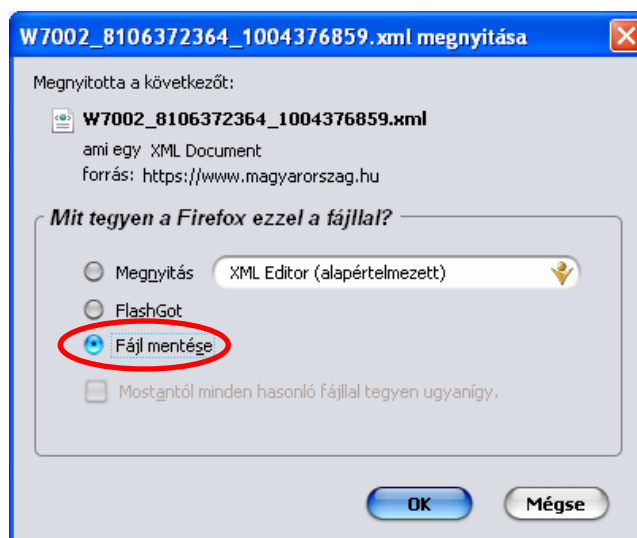 W7002_8106372364_1004376859.xml megnyitása
Megnyitotta a következőt:
W7002_8106372364_1004376859.xml
ami egy XML Document
forrás: https://www.magyarorszag.hu
Mit tegyen a Firefox ezzel a fájllal?
Megnyitás XML Editor (alapértelmezett)
FlashGot
Fájl mentése
Mostantól minden hasonló fájllal tegyen ugyanígy.
OK Mégse